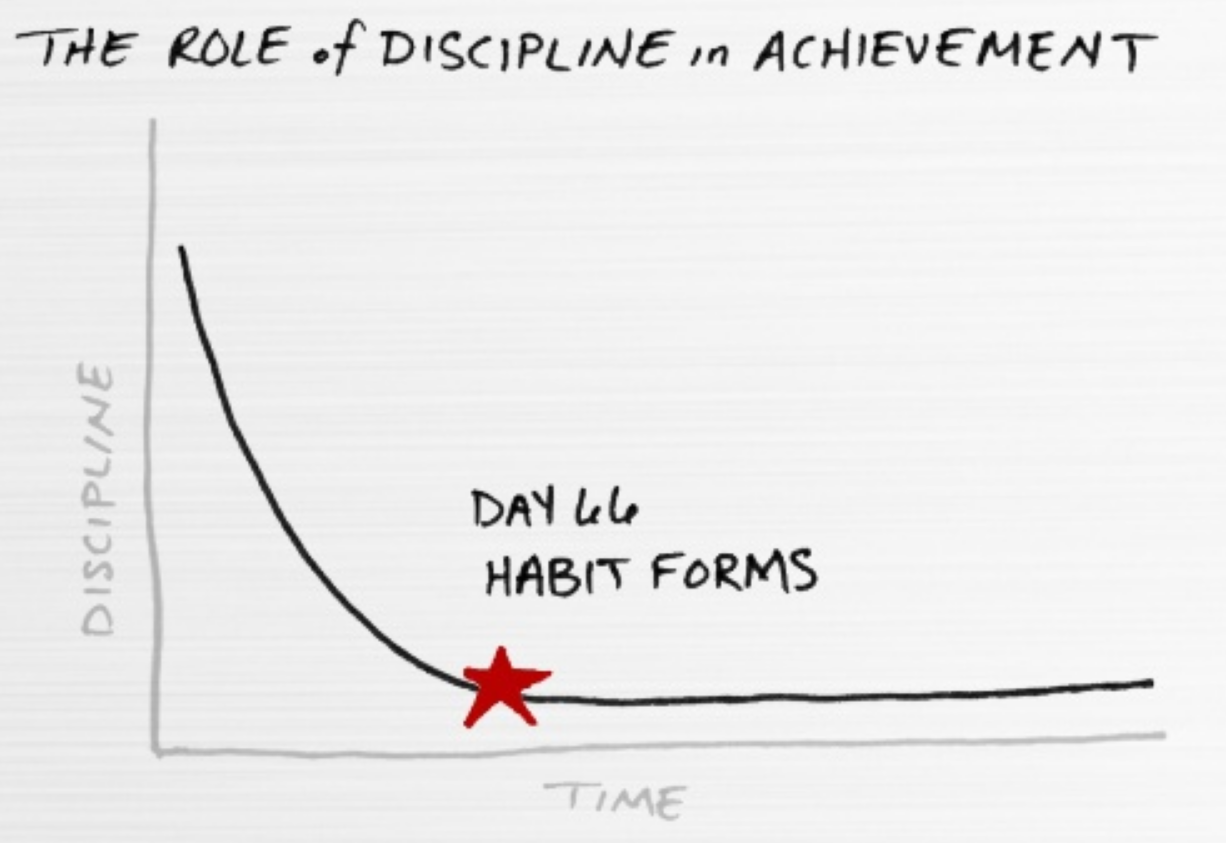 THE ROLE of DISCIPLINE in ACHIEVEMENT
DISCIPLINE
DAY 66
HABIT FORMS
TIME